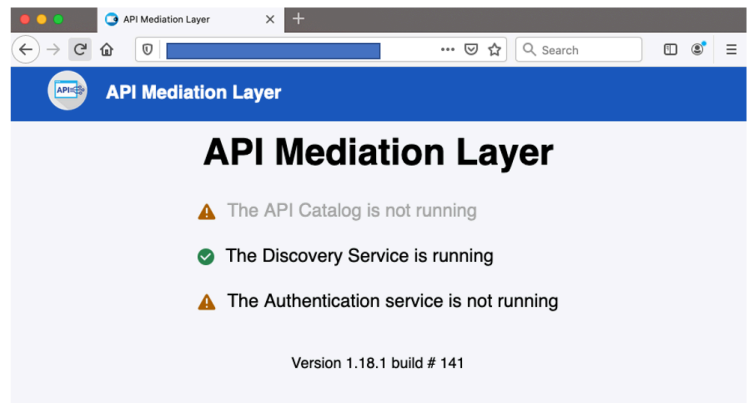 API Mediation Layer
Search
API
API Mediation Layer
API Mediation Layer
The API Catalog is not running
The Discovery Service is running
The Authentication service is not running
Version 1.18.1 build # 141